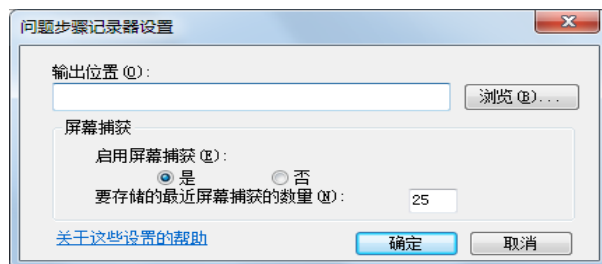 问题步骤记录器设置
输出位置(O):
浏览(B)...
屏幕捕获
启用屏幕捕获(E):
是 否
要存储的最近屏幕捕获的数量(N): 25
关于这些设置的帮助
确定 取消